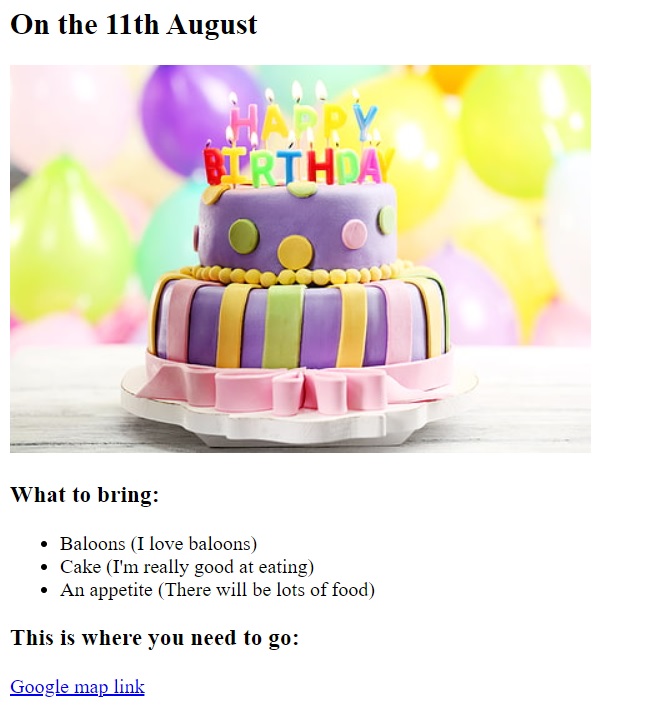 On the 11th August
HAPPY
BIRTHDAY
What to bring:
Baloons (I love baloons)
Cake (I'm really good at eating)
An appetite (There will be lots of food)
This is where you need to go:
Google map link